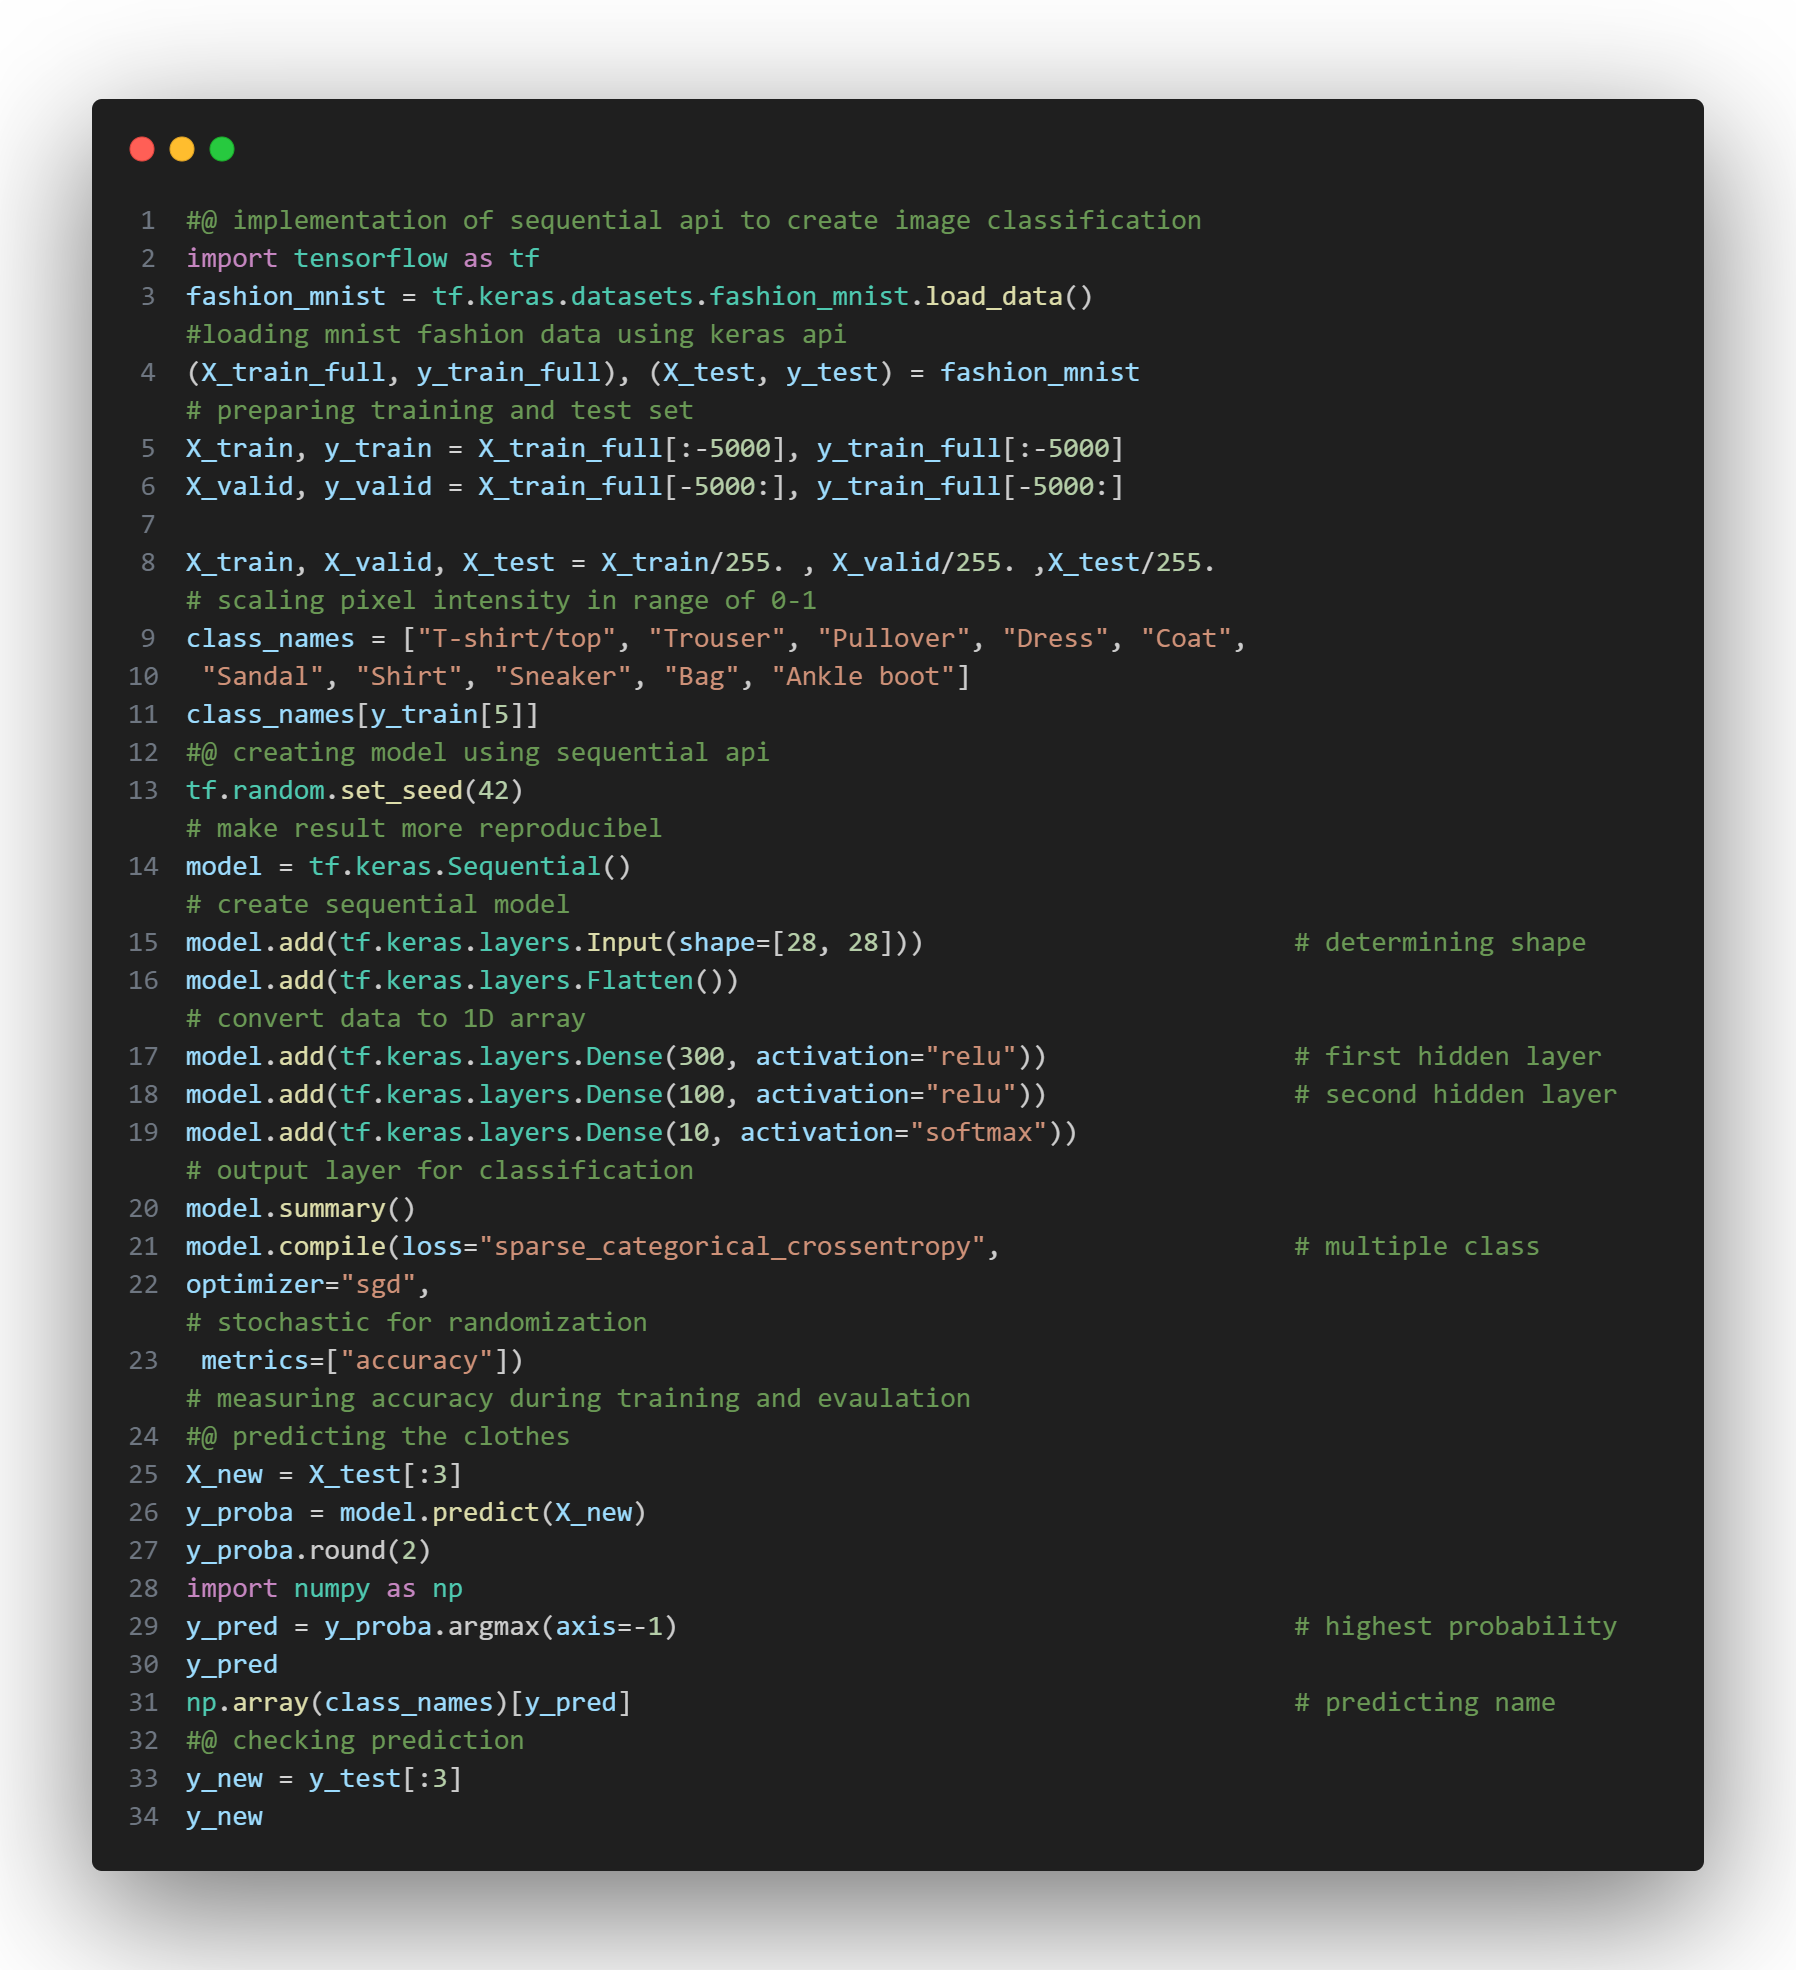 1 #@ implementation of sequential api to create image classification
2 import tensorflow as tf
3 fashion_mnist = tf.keras.datasets.fashion_mnist.load_data()
#loading mnist fashion data using keras api
4 (X_train_full, y_train_full), (X_test, y_test) = fashion_mnist
# preparing training and test set
5 X_train, y_train = X_train_full[:-5000], y_train_full[:-5000]
6 X_valid, y_valid = X_train_full[-5000:], y_train_full[-5000:]
7
8 X_train, X_valid, X_test = X_train/255. , X_valid/255. ,X_test/255.
# scaling pixel intensity in range of 0-1
9 class_names = ["T-shirt/top", "Trouser", "Pullover", "Dress", "Coat",
10  "Sandal", "Shirt", "Sneaker", "Bag", "Ankle boot"]
11 class_names[y_train[5]]
12 #@ creating model using sequential api
13 tf.random.set_seed(42)
# make result more reproducibel
14 model = tf.keras.Sequential()
# create sequential model
15 model.add(tf.keras.layers.Input(shape=[28, 28])) # determining shape
16 model.add(tf.keras.layers.Flatten())
# convert data to 1D array
17 model.add(tf.keras.layers.Dense(300, activation="relu")) # first hidden layer
18 model.add(tf.keras.layers.Dense(100, activation="relu")) # second hidden layer
19 model.add(tf.keras.layers.Dense(10, activation="softmax"))
# output layer for classification
20 model.summary()
21 model.compile(loss="sparse_categorical_crossentropy", # multiple class
22 optimizer="sgd",
# stochastic for randomization
23  metrics=["accuracy"])
# measuring accuracy during training and evaulation
24 #@ predicting the clothes
25 X_new = X_test[:3]
26 y_proba = model.predict(X_new)
27 y_proba.round(2)
28 import numpy as np
29 y_pred = y_proba.argmax(axis=-1) # highest probability
30 y_pred
31 np.array(class_names)[y_pred] # predicting name
32 #@ checking prediction
33 y_new = y_test[:3]
34 y_new